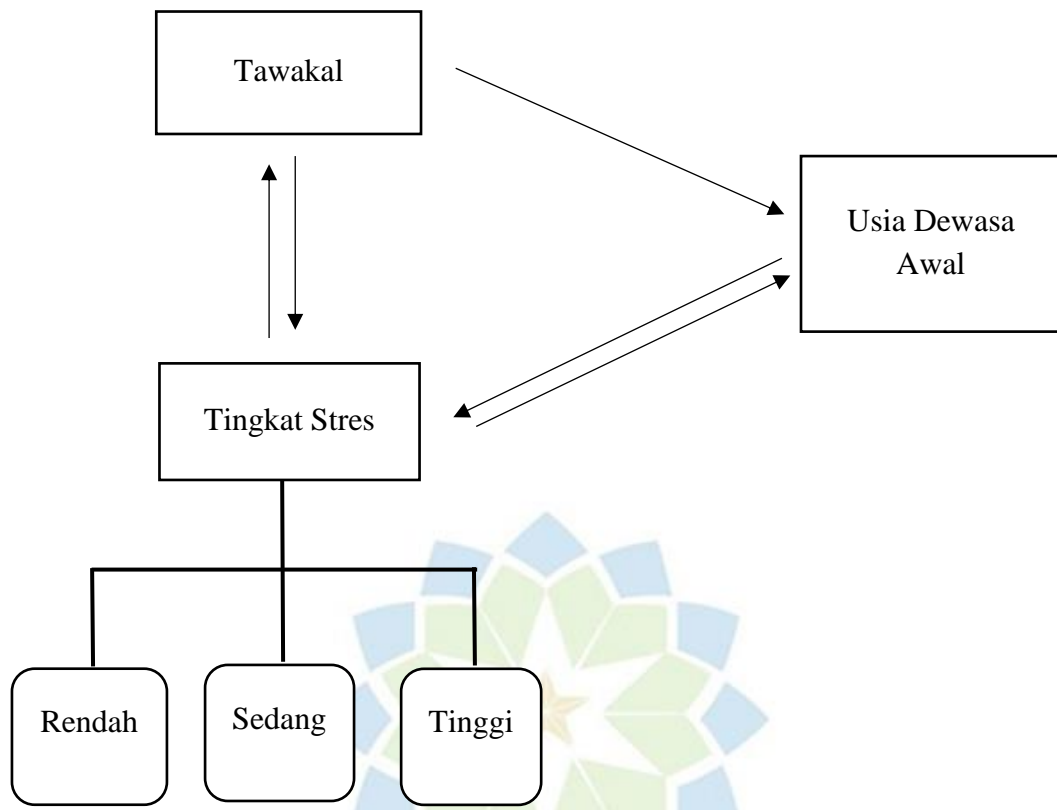 Tawakal
Usia Dewasa
Awal
Tingkat Stres
Rendah
Sedang
Tinggi